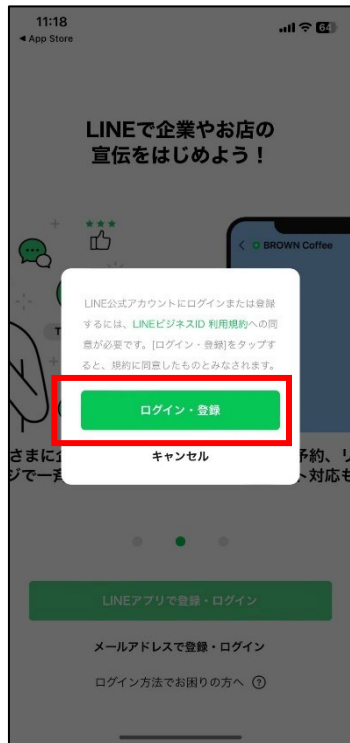 11:18
64
◀ App Store
LINEで企業やお店の
宣伝をはじめよう！
BROWN Coffee
LINE公式アカウントにログインまたは登録
するには、LINEビジネスID 利用規約への同
意が必要です。[ログイン・登録]をタップす
ると、規約に同意したものとみなされます。
T
ログイン・登録
キャンセル
さまに
予約、リ
ジで一斉
ト対応も
LINEアプリで登録・ログイン
メールアドレスで登録・ログイン
ログイン方法でお困りの方へ ?